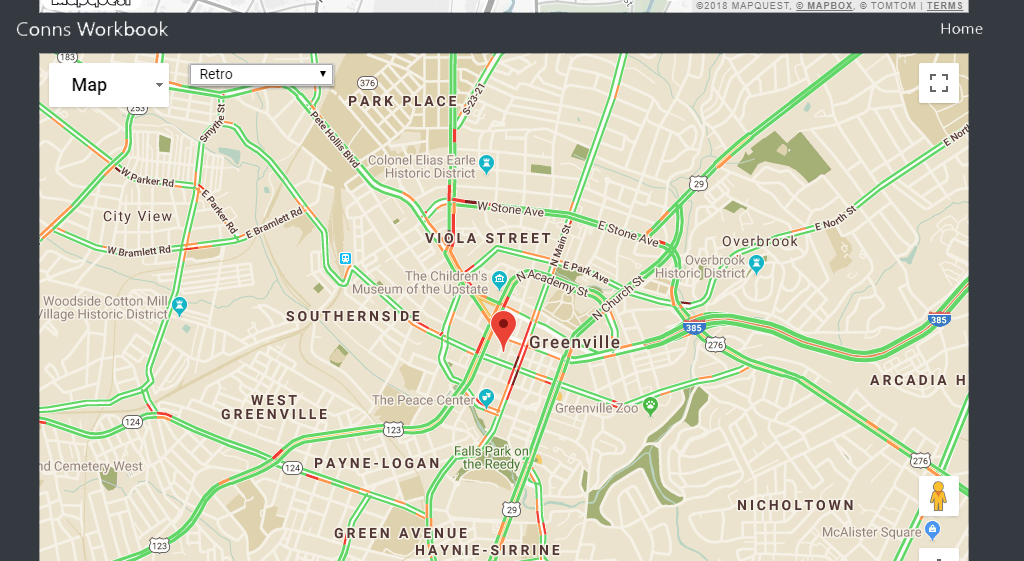 ©2018 MAPQUEST, © MAPBOX, © TOMTOM | TERMS
Conns Workbook
Home
183
Map
Retro
376
PARK PLACE
S-23-21
253
Smythe St
Pete Hollis Blvd
E North
Colonel Elias Earle
Historic District
W Parker Rd
29
E Parker Rd
City View
W Stone Ave
E Bramlett Rd
E North St
E Stone Ave
VIOLA STREET
N Main St
Overbrook
W Bramlett Rd
E Park Ave
Overbrook
Historic District
The Children's
Museum of the Upstate
N Academy St
N Church St
Woodside Cotton Mill
Village Historic District
SOUTHERNSIDE
385
385
Greenville
276
ARCADIA H
WEST
GREENVILLE
The Peace Center
Greenville Zoo
124
123
Falls Park on
the Reedy
nd Cemetery West
124
PAYNE-LOGAN
276
NICHOLTOWN
29
GREEN AVENUE
McAlister Square
123
HAYNIE-SIRRINE